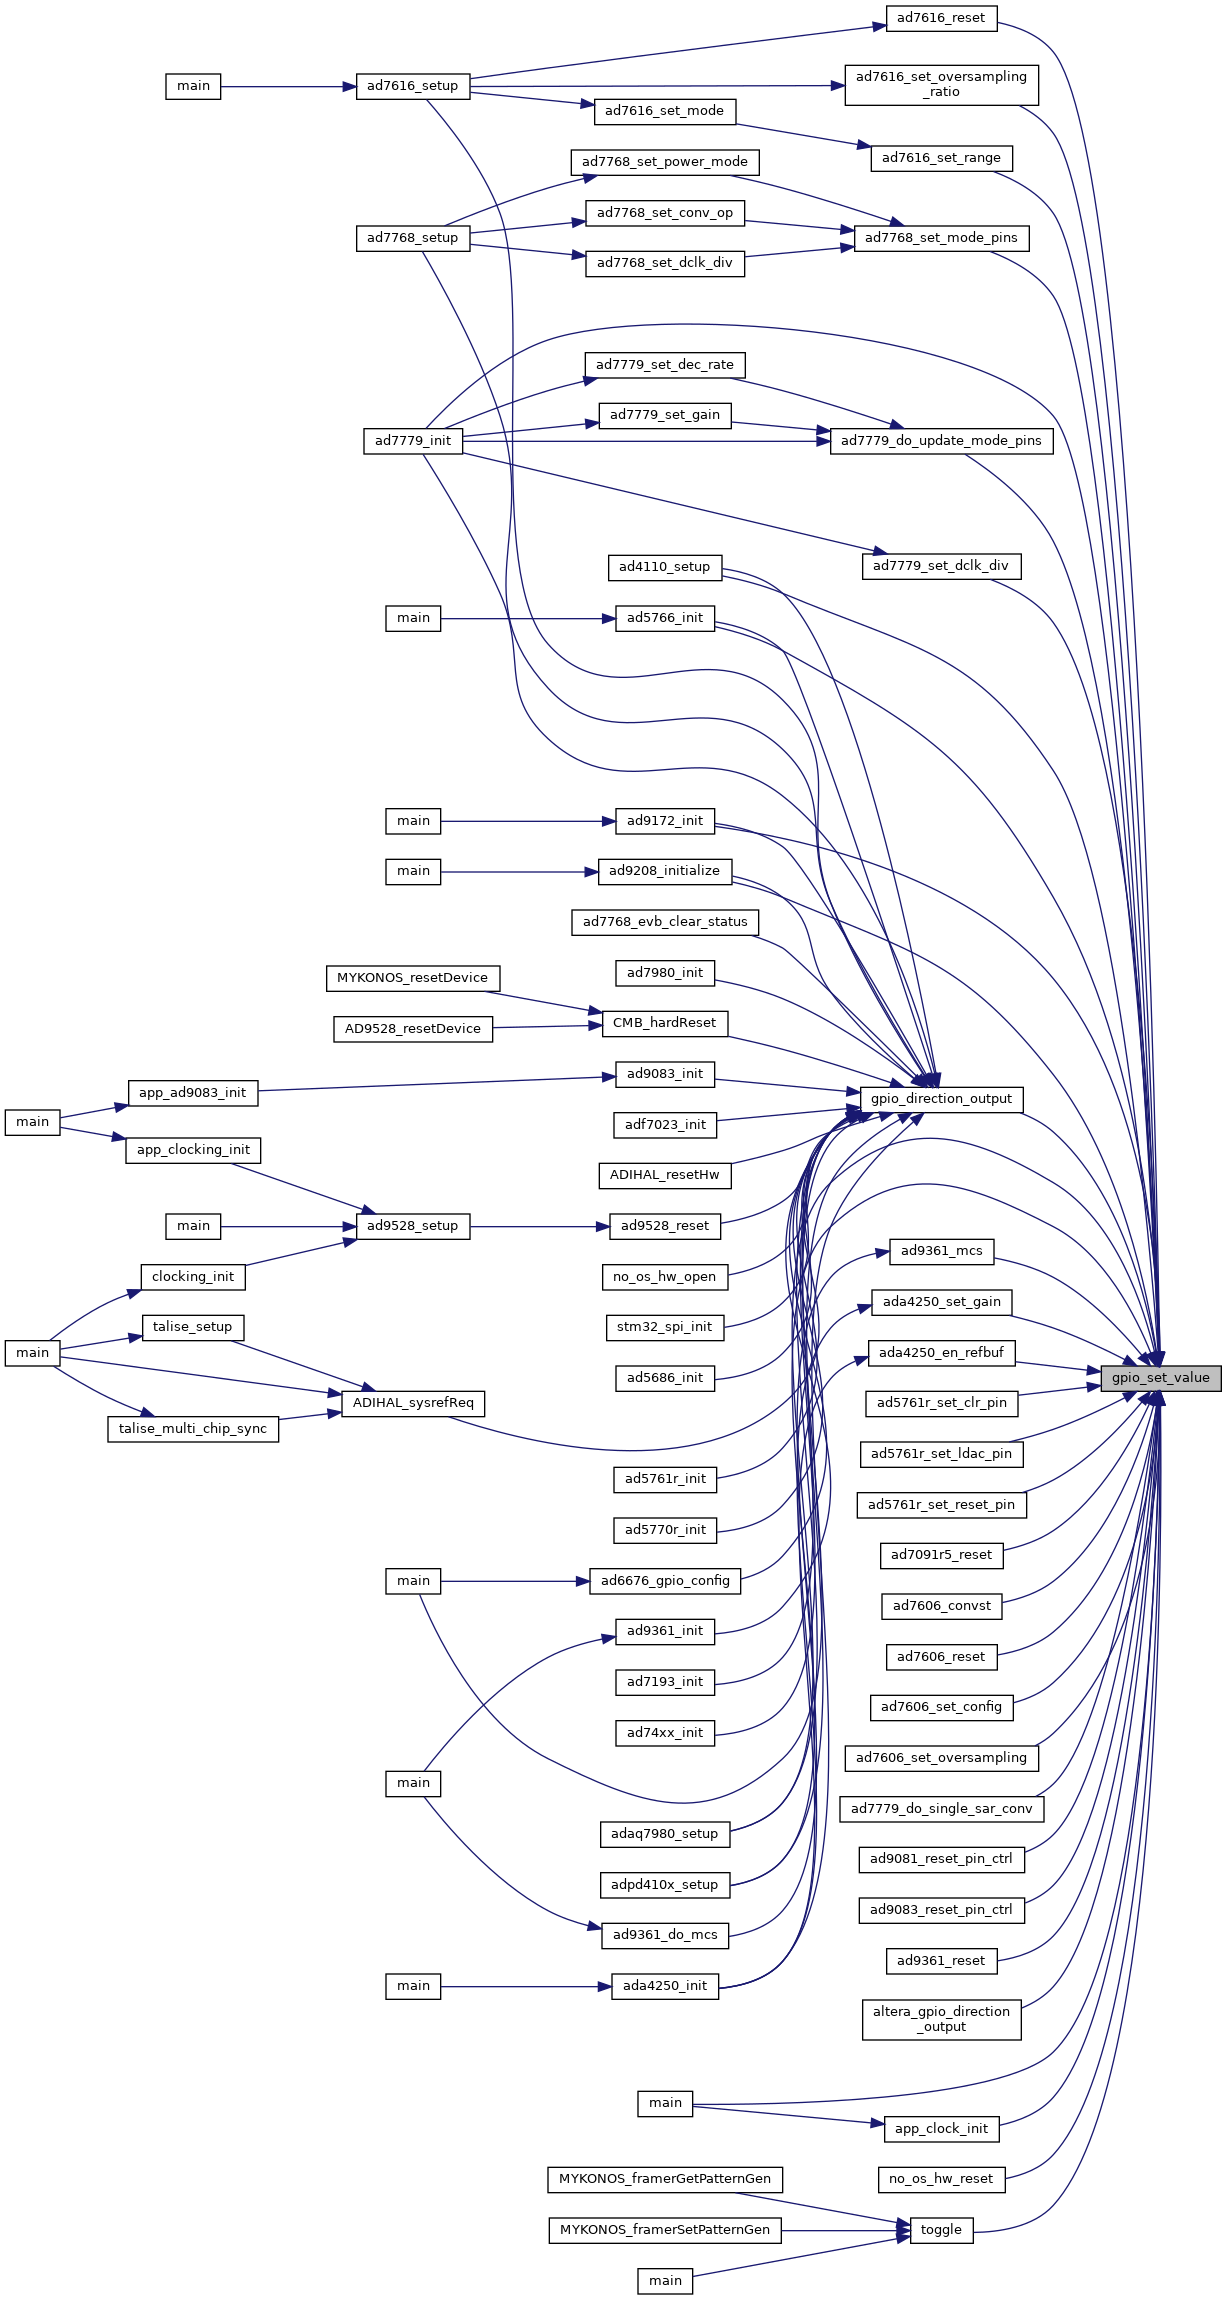 ad7616_reset
ad7616_set_oversampling
_ratio
main
ad7616_setup
ad7616_set_mode
ad7616_set_range
ad7768_set_power_mode
ad7768_set_conv_op
ad7768_setup
ad7768_set_mode_pins
ad7768_set_dclk_div
ad7779_set_dec_rate
ad7779_set_gain
ad7779_init
ad7779_do_update_mode_pins
ad7779_set_dclk_div
ad4110_setup
main
ad5766_init
main
ad9172_init
main
ad9208_initialize
ad7768_evb_clear_status
ad7980_init
MYKONOS_resetDevice
CMB_hardReset
AD9528_resetDevice
ad9083_init
app_ad9083_init
gpio_direction_output
main
adf7023_init
app_clocking_init
ADIHAL_resetHw
main
ad9528_setup
ad9528_reset
ad9361_mcs
clocking_init
no_os_hw_open
ada4250_set_gain
talise_setup
stm32_spi_init
main
ada4250_en_refbuf
ad5686_init
gpio_set_value
ADIHAL_sysrefReq
ad5761r_set_clr_pin
talise_multi_chip_sync
ad5761r_set_ldac_pin
ad5761r_init
ad5761r_set_reset_pin
ad5770r_init
ad7091r5_reset
main
ad6676_gpio_config
ad7606_convst
ad9361_init
ad7606_reset
ad7193_init
ad7606_set_config
ad74xx_init
ad7606_set_oversampling
main
ad7779_do_single_sar_conv
adaq7980_setup
ad9081_reset_pin_ctrl
adpd410x_setup
ad9083_reset_pin_ctrl
ad9361_do_mcs
ad9361_reset
main
ada4250_init
altera_gpio_direction
_output
main
app_clock_init
MYKONOS_framerGetPatternGen
no_os_hw_reset
MYKONOS_framerSetPatternGen
toggle
main